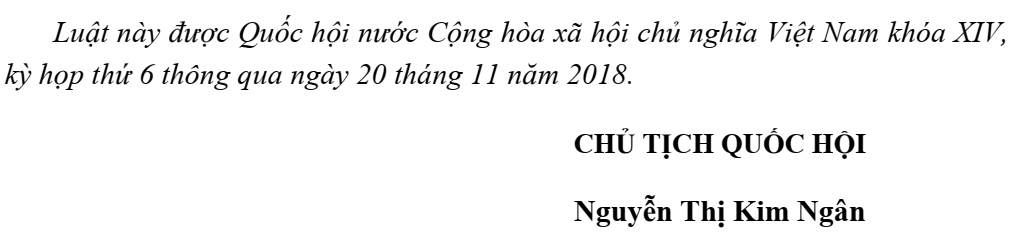 Luật này được Quốc hội nước Cộng hòa xã hội chủ nghĩa Việt Nam khóa XIV,
kỳ họp thứ 6 thông qua ngày 20 tháng 11 năm 2018.
CHỦ TỊCH QUỐC HỘI
Nguyễn Thị Kim Ngân